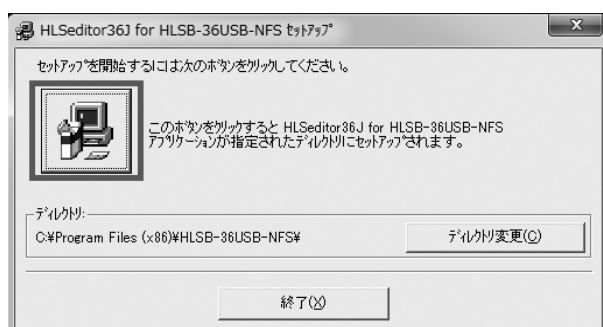 HLSeditor36J for HLSB-36USB-NFS ｾｯﾄｱｯﾌﾟ
ｾｯﾄｱｯﾌﾟを開始するには次のﾎﾞﾀﾝをｸﾘｯｸしてください。
このﾎﾞﾀﾝをｸﾘｯｸすると HLSeditor36J for HLSB-36USB-NFS
ｱﾌﾟﾘｹｰｼｮﾝが指定されたﾃﾞｨﾚｸﾄﾘにｾｯﾄｱｯﾌﾟされます。
ﾃﾞｨﾚｸﾄﾘ:
C:¥Program Files (x86)¥HLSB-36USB-NFS¥
ﾃﾞｨﾚｸﾄﾘ変更(C)
終了(X)